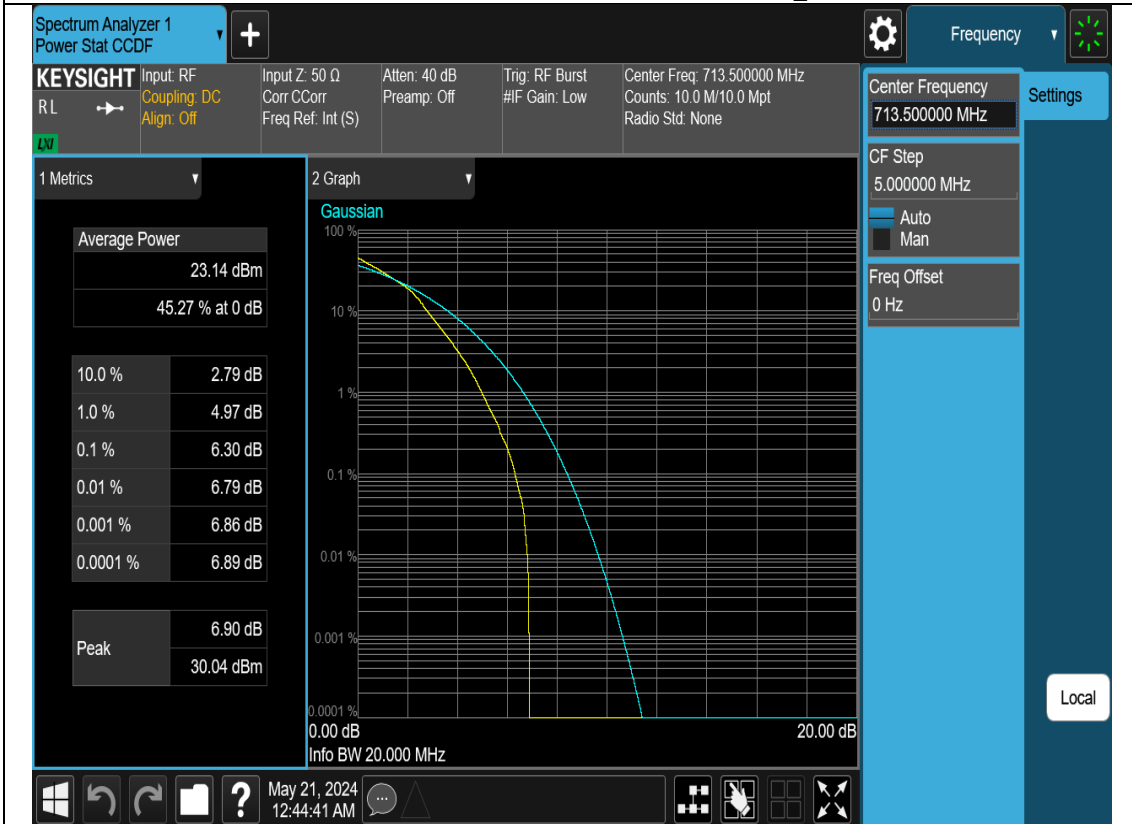 Spectrum Analyzer 1
Power Stat CCDF
Frequency
KEYSIGHT
RL
LXI
Input: RF
Coupling: DC
Align: Off
Input Z: 50 Ω
Corr CCorr
Freq Ref: Int (S)
Atten: 40 dB
Preamp: Off
Trig: RF Burst
#IF Gain: Low
Center Freq: 713.500000 MHz
Counts: 10.0 M/10.0 Mpt
Radio Std: None
Center Frequency
713.500000 MHz
Settings
CF Step
5.000000 MHz
Auto
Man
Freq Offset
0 Hz
Local
1 Metrics
Average Power
23.14 dBm
45.27 % at 0 dB
10.0 % 2.79 dB
1.0 % 4.97 dB
0.1 % 6.30 dB
0.01 % 6.79 dB
0.001 % 6.86 dB
0.0001 % 6.89 dB
Peak
6.90 dB
30.04 dBm
2 Graph
Gaussian
100 %
10 %
1 %
0.1 %
0.01 %
0.001 %
0.0001 %
0.00 dB 20.00 dB
Info BW 20.000 MHz
?
May 21, 2024
12:44:41 AM